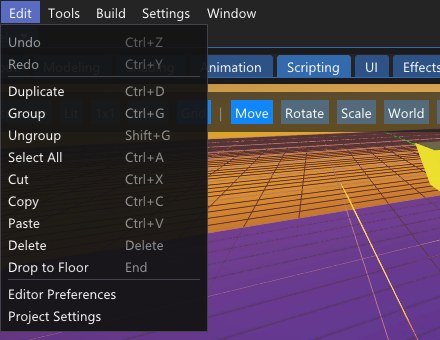 Edit Tools Build Settings Window
Undo Ctrl+Z
Redo Ctrl+Y
Animation Scripting UI Effects
Duplicate Ctrl+D
Group Ctrl+G
Move Rotate Scale World
Ungroup Shift+G
Select All Ctrl+A
Cut Ctrl+X
Copy Ctrl+C
Paste Ctrl+V
Delete Delete
Drop to Floor End
Editor Preferences
Project Settings